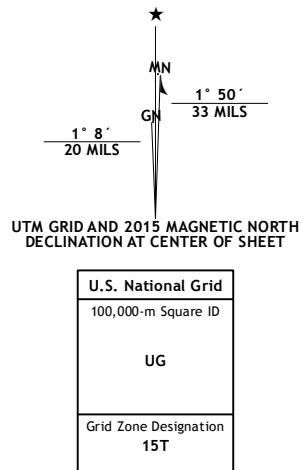 ★
MN
GN
1° 50´
33 MILS
1° 8´
20 MILS
UTM GRID AND 2015 MAGNETIC NORTH
DECLINATION AT CENTER OF SHEET
U.S. National Grid
100,000-m Square ID
UG
Grid Zone Designation
15T